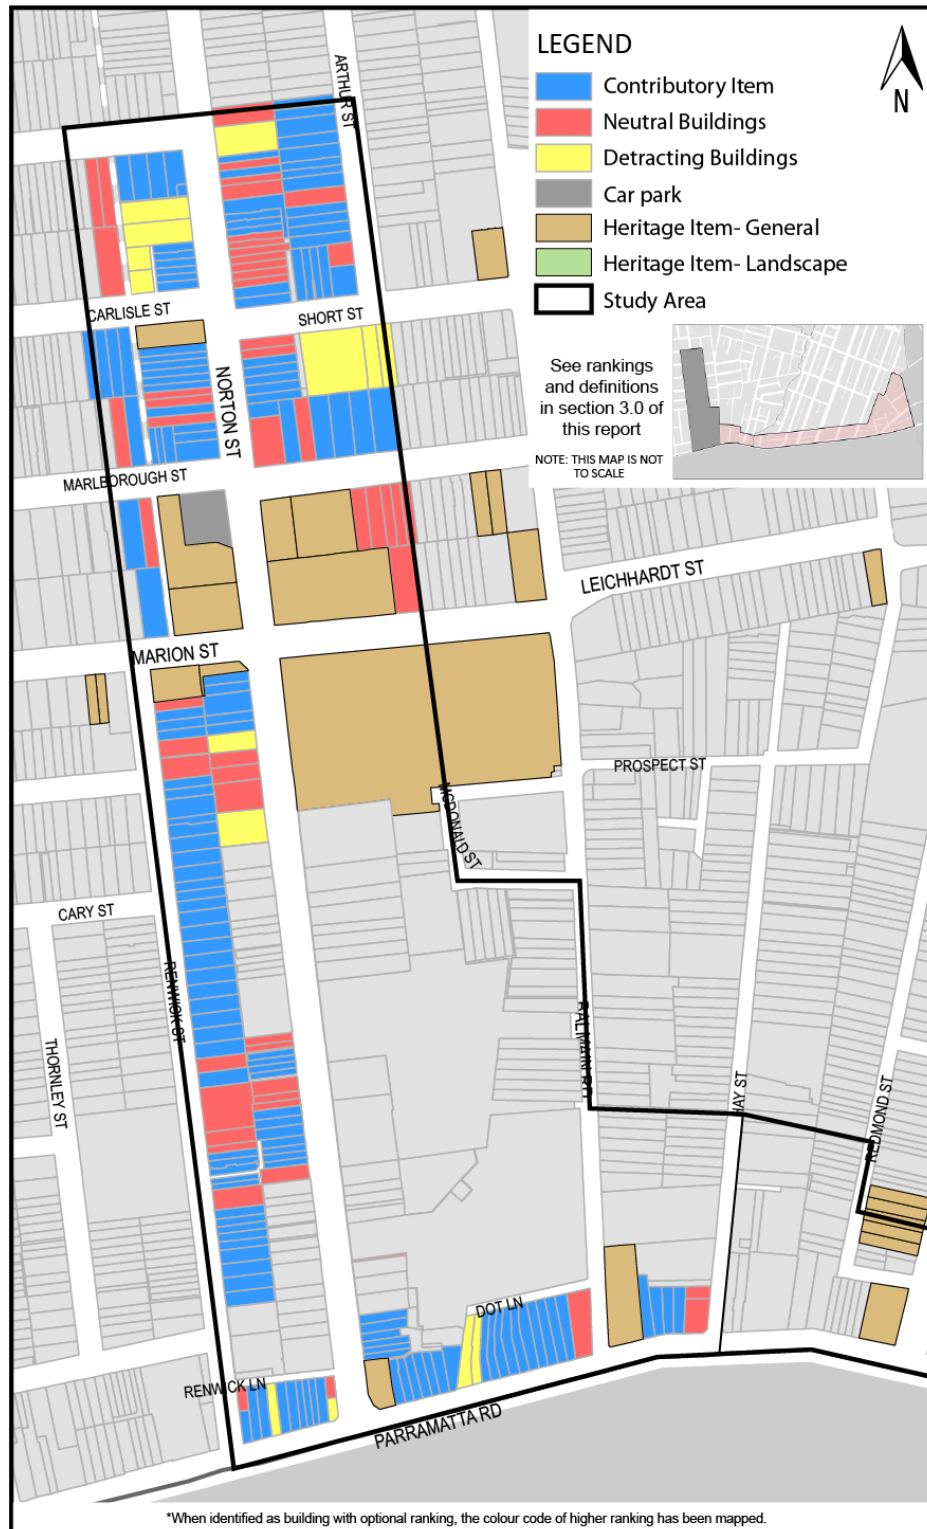 LEGEND
Contributory Item
Neutral Buildings
Detracting Buildings
Car park
Heritage Item- General
Heritage Item- Landscape
Study Area
N
See rankings
and definitions
in section 3.0 of
this report
NOTE: THIS MAP IS NOT
TO SCALE
ARTHUR ST
CARLISLE ST
SHORT ST
NORTON ST
MARLBOROUGH ST
LEICHHARDT ST
MARION ST
PROSPECT ST
MCDONALD ST
CARY ST
RENWICK ST
BALMAIN RD
THORNLEY ST
HAY ST
REDMOND ST
DOT LN
RENWICK LN
PARRAMATTA RD
*When identified as building with optional ranking, the colour code of higher ranking has been mapped.